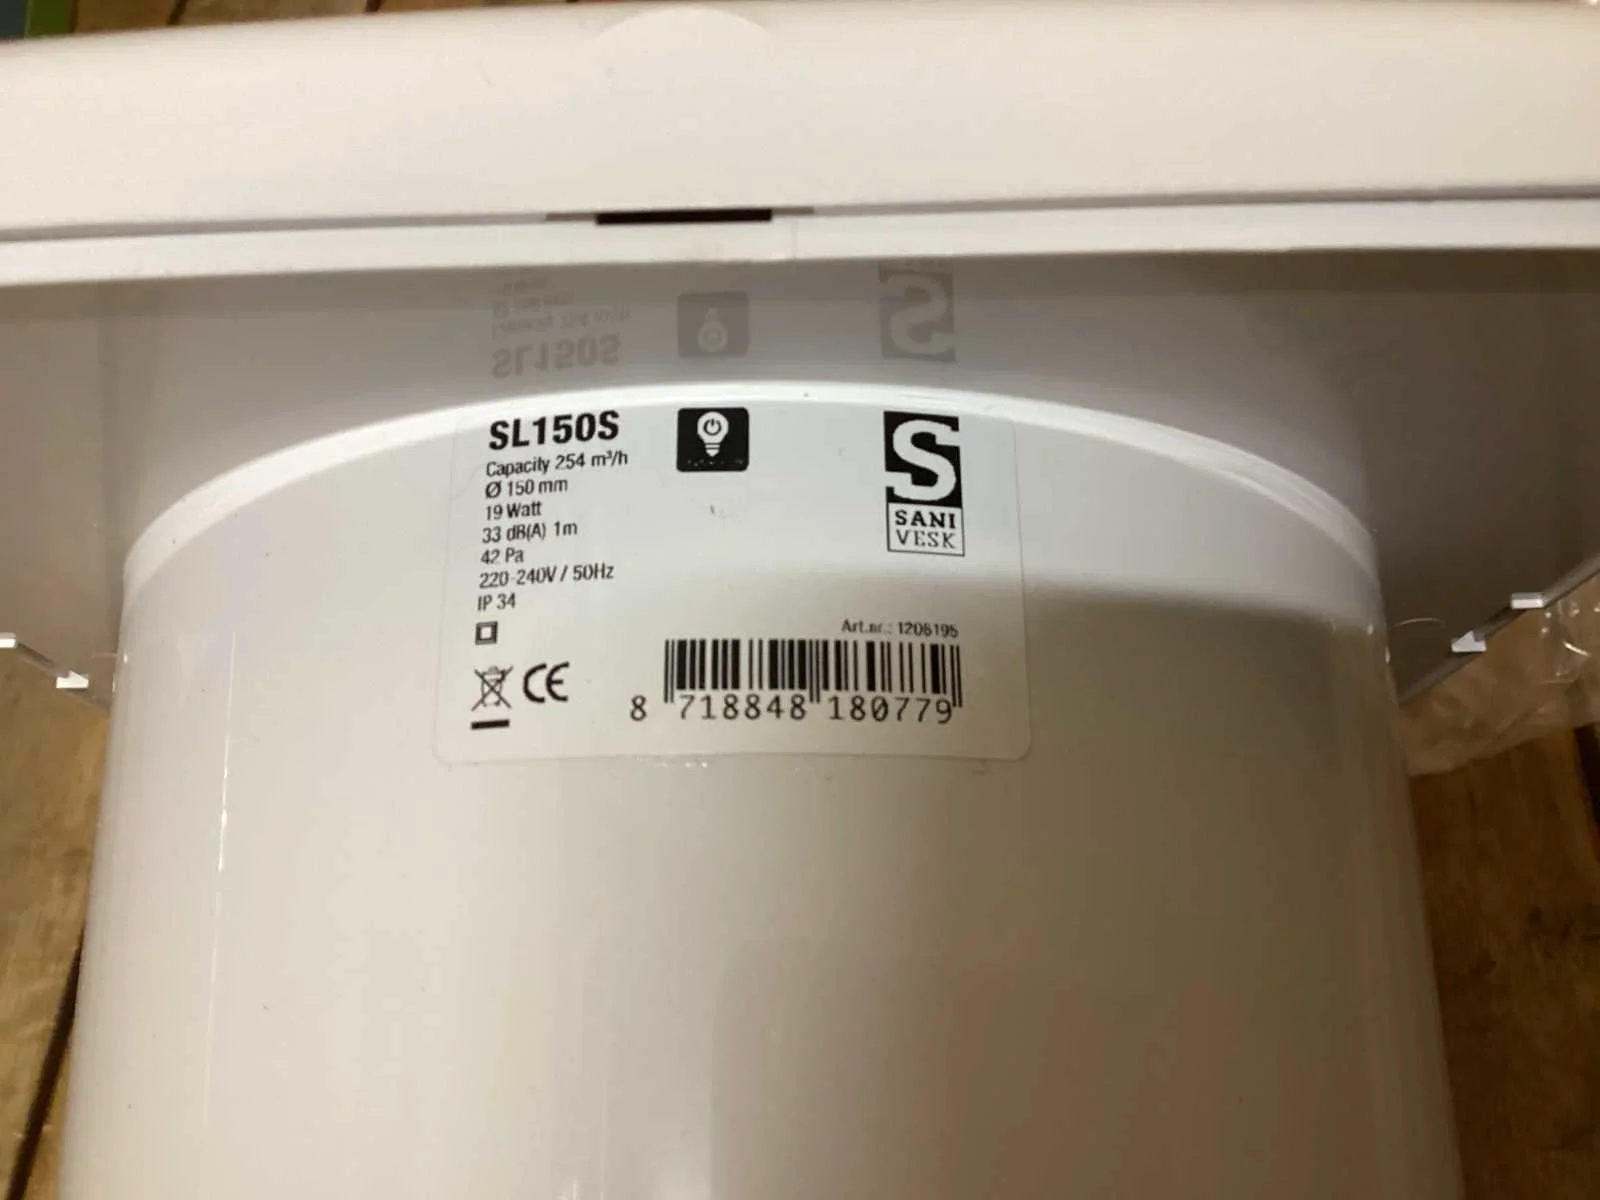 SL150S
Capacity 254 m³/h
Ø 150 mm
19 Watt
33 dB(A) 1m
42 Pa
220-240V / 50Hz
IP 34
CE
S
SANI
VESK
Art.nr.: 1206195
8 718848 180779